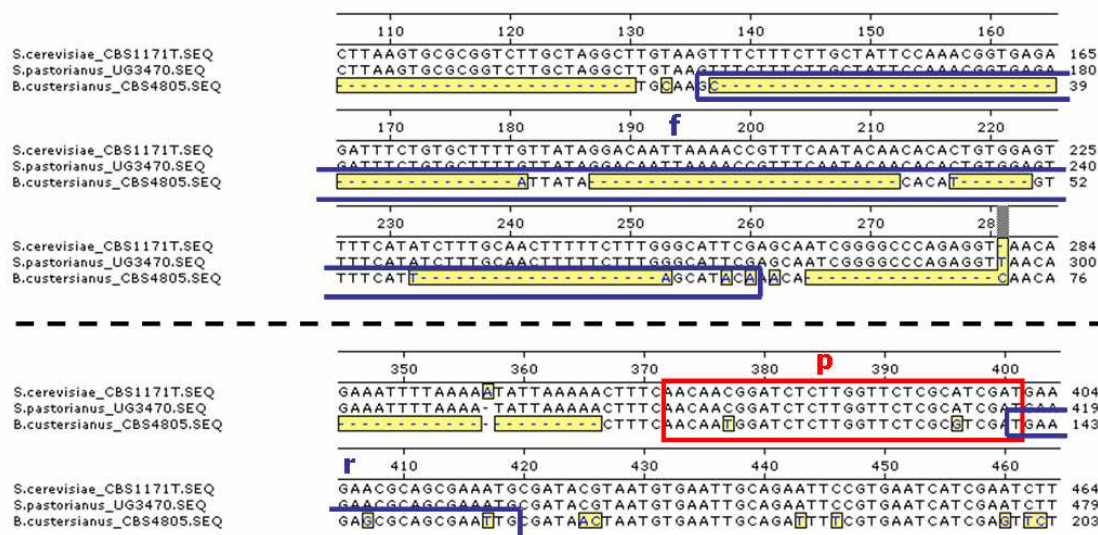 110 120 130 140 150 160
S.cerevisiae_CBS1171T.SEQ CTTAAGTGCGCGGTCTTGCTAGGCTTGTAAGTTTCTTTCTTGCTATTCCAAACGGTGAGA 165
S.pastorianus_UG3470.SEQ CTTAAGTGCGCGGTCTTGCTAGGCTTGTAAGTTTCTTTCTTGCTATTCCAAACGGTGAGA 180
B.custersianus_CBS4805.SEQ -------------------------TGCAAGC---------------------------- 39
f
170 180 190 200 210 220
S.cerevisiae_CBS1171T.SEQ GATTTCTGTGCTTTTGTTATAGGACAATTAAAACCGTTTCAATACAACACACTGTGGAGT 225
S.pastorianus_UG3470.SEQ GATTTCTGTGCTTTTGTTATAGGACAATTAAAACCGTTTCAATACAACACACTGTGGAGT 240
B.custersianus_CBS4805.SEQ ---------------ATTATA--------------------------CACAT------GT 52
230 240 250 260 270 28
S.cerevisiae_CBS1171T.SEQ TTTCATATCTTTGCAACTTTTTCTTTGGGCATTCGAGCAATCGGGGCCCAGAGGT-AACA 284
S.pastorianus_UG3470.SEQ TTTCATATCTTTGCAACTTTTTCTTTGGGCATTCGAGCAATCGGGGCCCAGAGGTTAACA 300
B.custersianus_CBS4805.SEQ TTTCATT--------------------AGCATACAAACA----------------CAACA 76
p
350 360 370 380 390 400
S.cerevisiae_CBS1171T.SEQ GAAATTTTAAAAATATTAAAAACTTTCAACAACGGATCTCTTGGTTCTCGCATCGATGAA 404
S.pastorianus_UG3470.SEQ GAAATTTTAAAA-TATTAAAAACTTTCAACAACGGATCTCTTGGTTCTCGCATCGATGAA 419
B.custersianus_CBS4805.SEQ ----------------------CTTTCAACAATGGATCTCTTGGTTCTCGCGTCGATGAA 143
r
410 420 430 440 450 460
S.cerevisiae_CBS1171T.SEQ GAACGCAGCGAAATGCGATACGTAATGTGAATTGCAGAATTCCGTGAATCATCGAATCTT 464
S.pastorianus_UG3470.SEQ GAACGCAGCGAAATGCGATACGTAATGTGAATTGCAGAATTCCGTGAATCATCGAATCTT 479
B.custersianus_CBS4805.SEQ GAGCGCAGCGAATTGCGATAACTAATGTGAATTGCAGATTTTCGTGAATCATCGAGTTCT 203